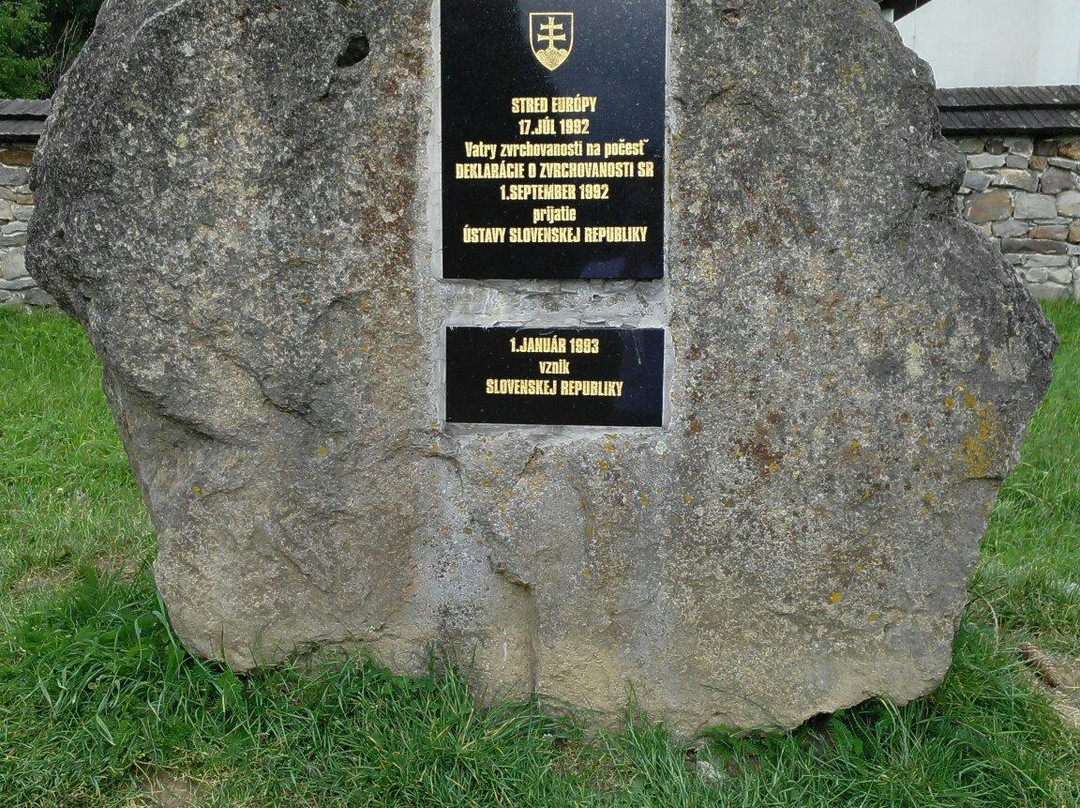 STRED EURÓPY
17.JÚL 1992
Vatry zvrchovanosti na počesť
DEKLARÁCIE O ZVRCHOVANOSTI SR
1.SEPTEMBER 1992
prijatie
ÚSTAVY SLOVENSKEJ REPUBLIKY
1.JANUÁR 1993
vznik
SLOVENSKEJ REPUBLIKY